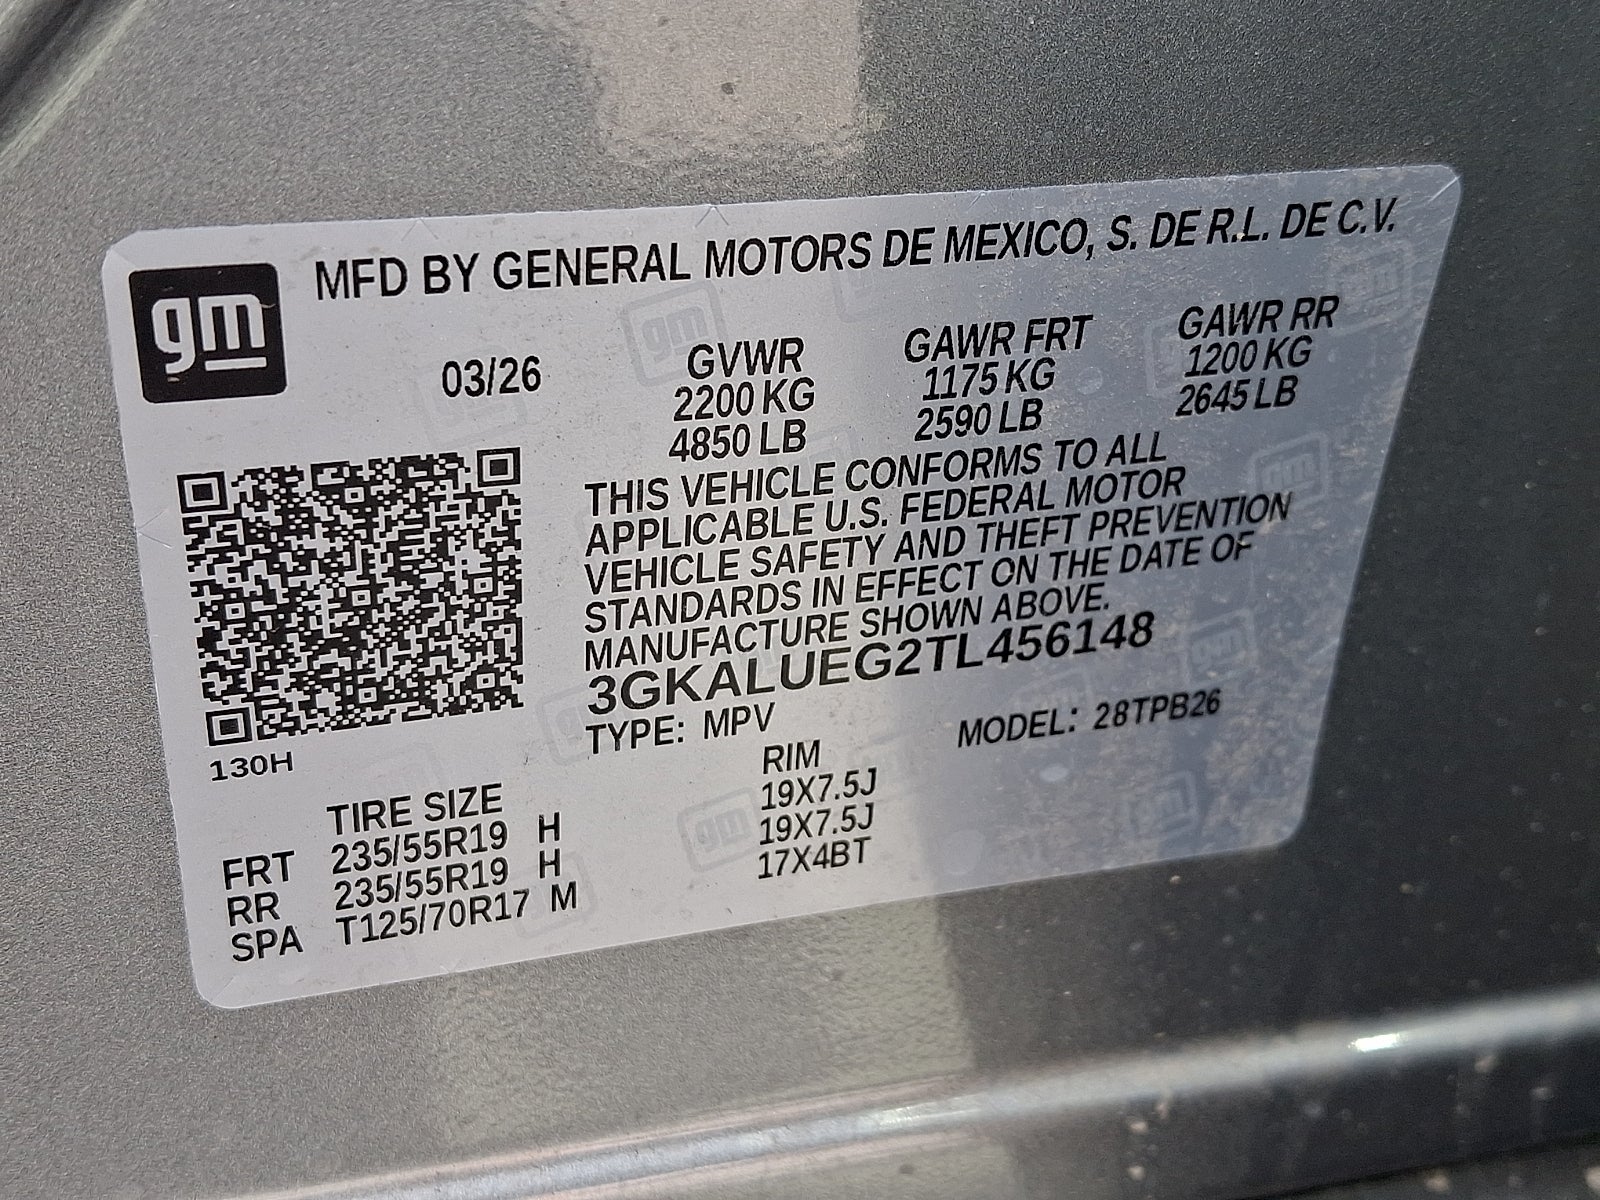 gm
MFD BY GENERAL MOTORS DE MEXICO, S. DE R.L. DE C.V.
03/26 GVWR GAWR FRT GAWR RR
2200 KG 1175 KG 1200 KG
4850 LB 2590 LB 2645 LB
THIS VEHICLE CONFORMS TO ALL
APPLICABLE U.S. FEDERAL MOTOR
VEHICLE SAFETY AND THEFT PREVENTION
STANDARDS IN EFFECT ON THE DATE OF
MANUFACTURE SHOWN ABOVE.
3GKALUEG2TL456148
TYPE: MPV MODEL: 28TPB26
130H
TIRE SIZE RIM
FRT 235/55R19 H 19X7.5J
RR 235/55R19 H 19X7.5J
SPA T125/70R17 M 17X4BT